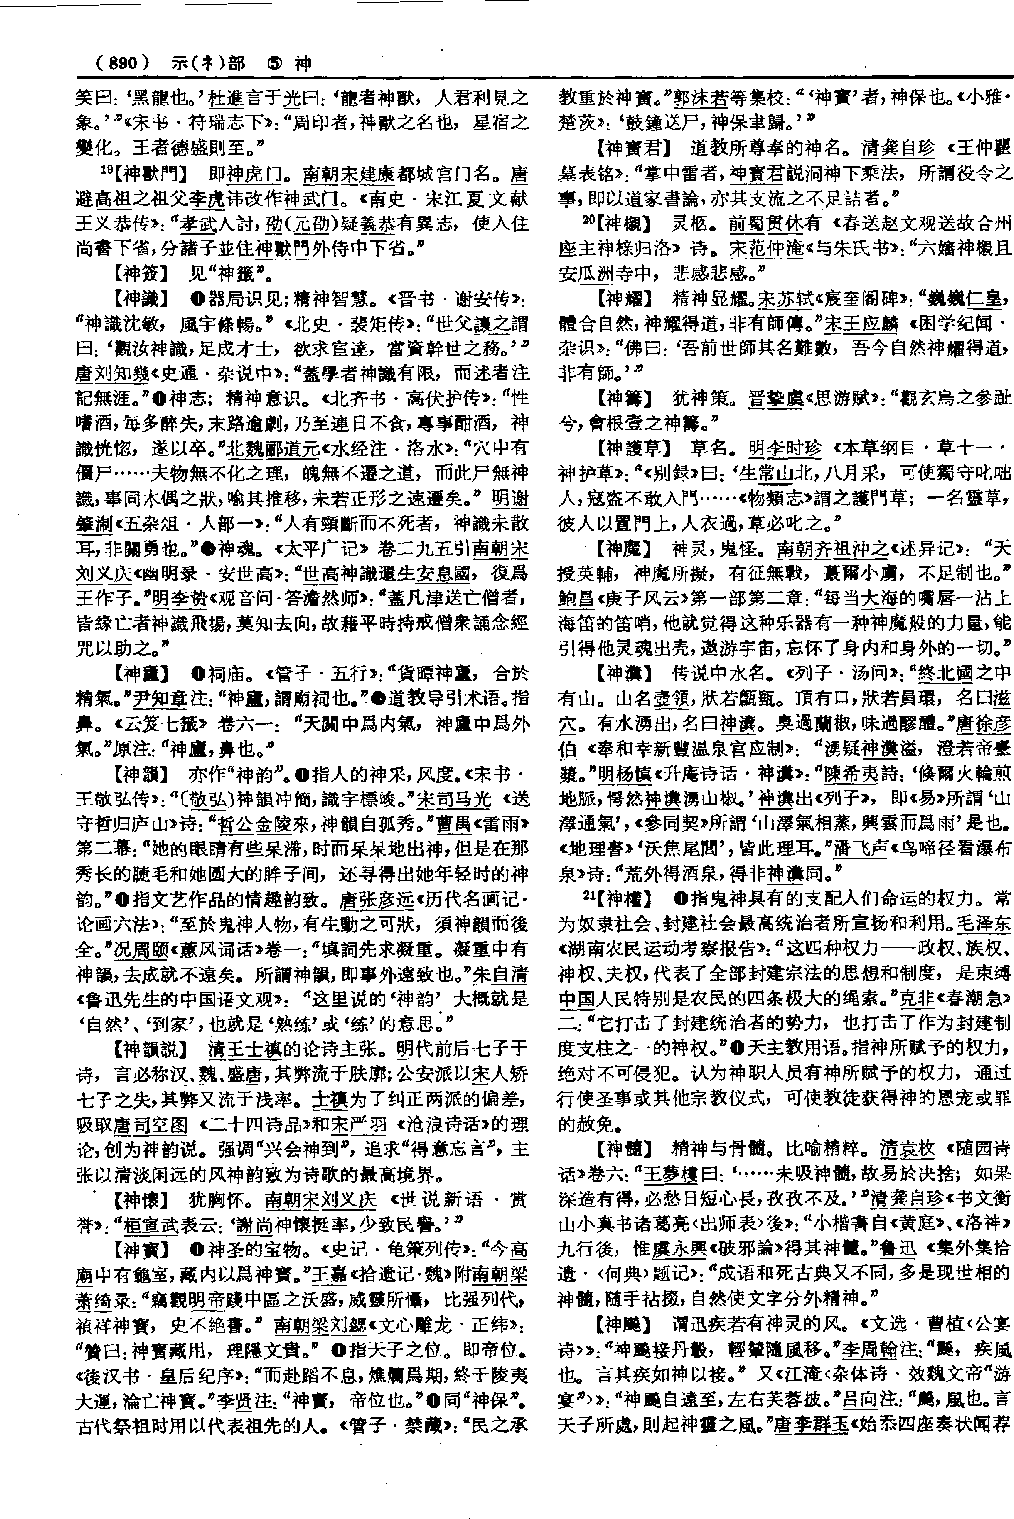 （890） 示(礻)部 ⑤ 神
笑曰：‘黑龍也。’杜進言于光曰：‘龍者神獸，人君利見之
象。’”《宋书·符瑞志下》：“周印者，神獸之名也，星宿之
變化。王者德盛則至。”
¹⁹【神獸門】 即神虎门。南朝宋建康都城宫门名。唐
避高祖之祖父李虎讳改作神武门。《南史·宋江夏文献
王义恭传》：“孝武入討，劭(元劭)疑義恭有異志，使入住
尚書下省，分諸子並住神獸門外侍中下省。”
【神簽】 见“神籤”。
【神識】 ❶器局识见；精神智慧。《晋书·谢安传》：
“神識沈敏，風宇條暢。”《北史·裴矩传》：“世父讓之謂
曰：‘觀汝神識，足成才士，欲求宦達，當資幹世之務。’”
唐刘知幾《史通·杂说中》：“蓋學者神識有限，而述者注
記無涯。”❷神志；精神意识。《北齐书·高伏护传》：“性
嗜酒，每多醉失，末路逾劇，乃至連日不食，專事酣酒，神
識恍惚，遂以卒。”北魏郦道元《水经注·洛水》：“穴中有
僵尸……夫物無不化之理，魄無不遷之道，而此尸無神
識，事同木偶之狀，喻其推移，未若正形之速遷矣。”明谢
肇淛《五杂俎·人部一》：“人有頸斷而不死者，神識未散
耳，非關勇也。”❸神魂。《太平广记》卷二九五引南朝宋
刘义庆《幽明录·安世高》：“世高神識還生安息國，復爲
王作子。”明李贽《观音问·答澹然师》：“蓋凡津送亡僧者，
皆緣亡者神識飛揚，莫知去向，故藉平時持戒僧衆誦念經
咒以助之。”
【神廬】 ❶祠庙。《管子·五行》：“貨曋神廬，合於
精氣。”尹知章注：“神廬，謂廟祠也。”❷道教导引术语。指
鼻。《云笈七籤》卷六一：“天関中爲内氣，神廬中爲外
氣。”原注：“神廬，鼻也。”
【神韻】 亦作“神韵”。❶指人的神采，风度。《宋书·
王敬弘传》：“〔敬弘〕神韻冲簡，識宇標峻。”宋司马光《送
守哲归庐山》诗：“哲公金陵來，神韻自孤秀。”曹禺《雷雨》
第二幕：“她的眼睛有些呆滞，时而呆呆地出神，但是在那
秀长的睫毛和她圆大的眸子间，还寻得出她年轻时的神
韵。”❷指文艺作品的情趣韵致。唐张彦远《历代名画记·
论画六法》：“至於鬼神人物，有生動之可狀，須神韻而後
全。”况周颐《蕙风词话》卷一：“填詞先求凝重。凝重中有
神韻，去成就不遠矣。所謂神韻，即事外遠致也。”朱自清
《鲁迅先生的中国语文观》：“这里说的‘神韵’大概就是
‘自然’、‘到家’，也就是‘熟练’或‘练’的意思。”
【神韻説】 清王士禛的论诗主张。明代前后七子于
诗，言必称汉、魏、盛唐，其弊流于肤廓；公安派以宋人矫
七子之失，其弊又流于浅率。士禛为了纠正两派的偏差，
吸取唐司空图《二十四诗品》和宋严羽《沧浪诗话》的理
论，创为神韵说。强调“兴会神到”，追求“得意忘言”，主
张以清淡闲远的风神韵致为诗歌的最高境界。
【神懷】 犹胸怀。南朝宋刘义庆《世说新语·赏
誉》：“桓宣武表云：‘謝尚神懷挺率，少致民譽。’”
【神寶】 ❶神圣的宝物。《史记·龟策列传》：“今高
廟中有龜室，藏内以爲神寶。”王嘉《拾遗记·魏》附南朝梁
萧绮录：“竊觀明帝踐中區之沃盛，威靈所懾，比强列代，
禎祥神寶，史不絶書。”南朝梁刘勰《文心雕龙·正纬》：
“贊曰：神寶藏用，理隱文貴。”❷指天子之位。即帝位。
《後汉书·皇后纪序》：“而赴蹈不息，燋爛爲期，終于陵夷
大運，淪亡神寶。”李贤注：“神寶，帝位也。”❸同“神保”。
古代祭祖时用以代表祖先的人。《管子·禁藏》：“民之承
教重於神寶。”郭沫若等集校：“‘神寶’者，神保也。《小雅·
楚茨》：‘鼓鐘送尸，神保聿歸。’”
【神寶君】 道教所尊奉的神名。清龚自珍《王仲瞿
墓表铭》：“掌中雷者，神寶君説洞神下乘法，所謂役令之
事，即以道家書論，亦其支流之不足詰者。”
²⁰【神櫬】 灵柩。前蜀贯休有《春送赵文观送故合州
座主神榇归洛》诗。宋范仲淹《与朱氏书》：“六嬸神櫬且
安瓜洲寺中，悲感悲感。”
【神耀】 精神显耀。宋苏轼《宸奎阁碑》：“巍巍仁皇，
體合自然，神耀得道，非有師傳。”宋王应麟《困学纪闻·
杂识》：“佛曰：‘吾前世師其名難數，吾今自然神耀得道，
非有師。’”
【神籌】 犹神策。晋挚虞《思游赋》：“觀玄鳥之參趾
兮，會根壹之神籌。”
【神護草】 草名。明李时珍《本草纲目·草十一·
神护草》：“《别録》曰：‘生常山北，八月采，可使獨守叱咄
人，寇盗不敢入門……《物類志》謂之護門草；一名靈草，
彼人以置門上，人衣過，草必叱之。”
【神魔】 神灵，鬼怪。南朝齐祖冲之《述异记》：“天
授英輔，神魔所擬，有征無戰，蕞爾小虜，不足制也。”
鲍昌《庚子风云》第一部第二章：“每当大海的嘴唇一沾上
海笛的笛哨，他就觉得这种乐器有一种神魔般的力量，能
引得他灵魂出壳，遨游宇宙，忘怀了身内和身外的一切。”
【神瀵】 传说中水名。《列子·汤问》：“終北國之中
有山。山名壺領，狀若甔甀。頂有口，狀若員環，名曰滋
穴。有水湧出，名曰神瀵。臭過蘭椒，味過醪醴。”唐徐彦
伯《奉和幸新豐温泉宫应制》：“湧疑神瀵溢，澄若帝臺
漿。”明杨慎《升庵诗话·神瀵》：“陳希夷詩：‘倏爾火輪煎
地脈，愕然神瀵湧山椒。’神瀵出《列子》，即《易》所謂‘山
澤通氣’，《參同契》所謂‘山澤氣相蒸，興雲而爲雨’是也。
《地理書》‘沃焦尾閭’，皆此理耳。”潘飞声《鸟啼径看瀑布
泉》诗：“荒外得酒泉，得非神瀵同。”
²¹【神權】 ❶指鬼神具有的支配人们命运的权力。常
为奴隶社会、封建社会最高统治者所宣扬和利用。毛泽东
《湖南农民运动考察报告》：“这四种权力——政权、族权、
神权、夫权，代表了全部封建宗法的思想和制度，是束缚
中国人民特别是农民的四条极大的绳索。”克非《春潮急》
二：“它打击了封建统治者的势力，也打击了作为封建制
度支柱之一的神权。”❷天主教用语。指神所赋予的权力，
绝对不可侵犯。认为神职人员有神所赋予的权力，通过
行使圣事或其他宗教仪式，可使教徒获得神的恩宠或罪
的赦免。
【神髓】 精神与骨髓。比喻精粹。清袁枚《随园诗
话》卷六：“王夢樓曰：‘……未吸神髓，故易於决捨；如果
深造有得，必愁日短心長，孜孜不及。’”清龚自珍《书文衡
山小真书诸葛亮〈出师表〉後》：“小楷書自《黄庭》、《洛神》
九行後，惟虞永興《破邪論》得其神髓。”鲁迅《集外集拾
遗·〈何典〉题记》：“成语和死古典又不同，多是现世相的
神髓，随手拈掇，自然使文字分外精神。”
【神飈】 谓迅疾若有神灵的风。《文选·曹植〈公宴
诗〉》：“神飈接丹轂，輕輦隨風移。”李周翰注：“飈，疾風
也。言其疾如神以接。”又《江淹〈杂体诗·效魏文帝“游
宴”〉》：“神飈自遠至，左右芙蓉披。”吕向注：“飈，風也。言
天子所處，則起神靈之風。”唐李群玉《始忝四座奏状闻荐